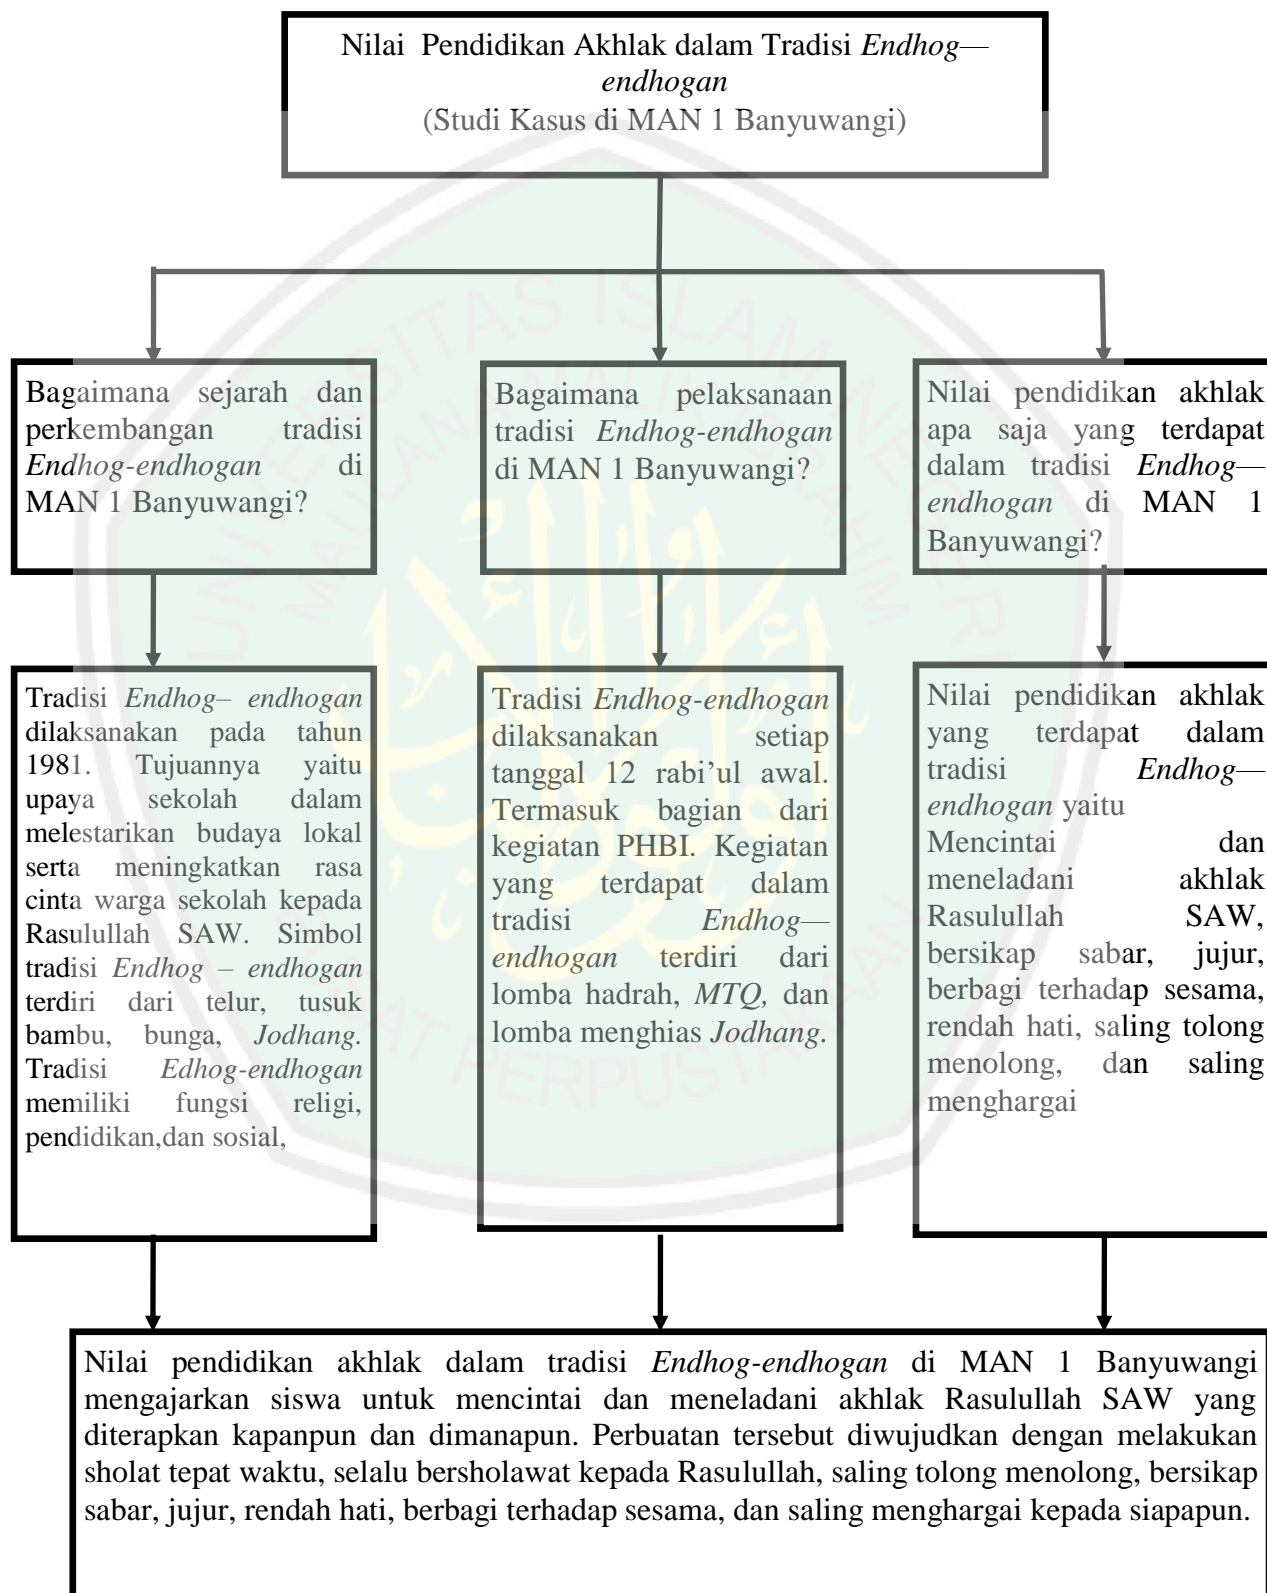 Nilai Pendidikan Akhlak dalam Tradisi Endhog—
endhogan
(Studi Kasus di MAN 1 Banyuwangi)
Bagaimana sejarah dan
perkembangan tradisi
Endhog-endhogan di
MAN 1 Banyuwangi?
Bagaimana pelaksanaan
tradisi Endhog-endhogan
di MAN 1 Banyuwangi?
Nilai pendidikan akhlak
apa saja yang terdapat
dalam tradisi Endhog—
endhogan di MAN 1
Banyuwangi?
Tradisi Endhog– endhogan
dilaksanakan pada tahun
1981. Tujuannya yaitu
upaya sekolah dalam
melestarikan budaya lokal
serta meningkatkan rasa
cinta warga sekolah kepada
Rasulullah SAW. Simbol
tradisi Endhog – endhogan
terdiri dari telur, tusuk
bambu, bunga, Jodhang.
Tradisi Edhog-endhogan
memiliki fungsi religi,
pendidikan,dan sosial,
Tradisi Endhog-endhogan
dilaksanakan setiap
tanggal 12 rabi’ul awal.
Termasuk bagian dari
kegiatan PHBI. Kegiatan
yang terdapat dalam
tradisi Endhog—
endhogan terdiri dari
lomba hadrah, MTQ, dan
lomba menghias Jodhang.
Nilai pendidikan akhlak
yang terdapat dalam
tradisi Endhog—
endhogan yaitu
Mencintai dan
meneladani akhlak
Rasulullah SAW,
bersikap sabar, jujur,
berbagi terhadap sesama,
rendah hati, saling tolong
menolong, dan saling
menghargai
Nilai pendidikan akhlak dalam tradisi Endhog-endhogan di MAN 1 Banyuwangi
mengajarkan siswa untuk mencintai dan meneladani akhlak Rasulullah SAW yang
diterapkan kapanpun dan dimanapun. Perbuatan tersebut diwujudkan dengan melakukan
sholat tepat waktu, selalu bersholawat kepada Rasulullah, saling tolong menolong, bersikap
sabar, jujur, rendah hati, berbagi terhadap sesama, dan saling menghargai kepada siapapun.
UNIVERSITAS ISLAM NEGERI
MAULANA MALIK IBRAHIM
PUSAT PERPUSTAKAAN